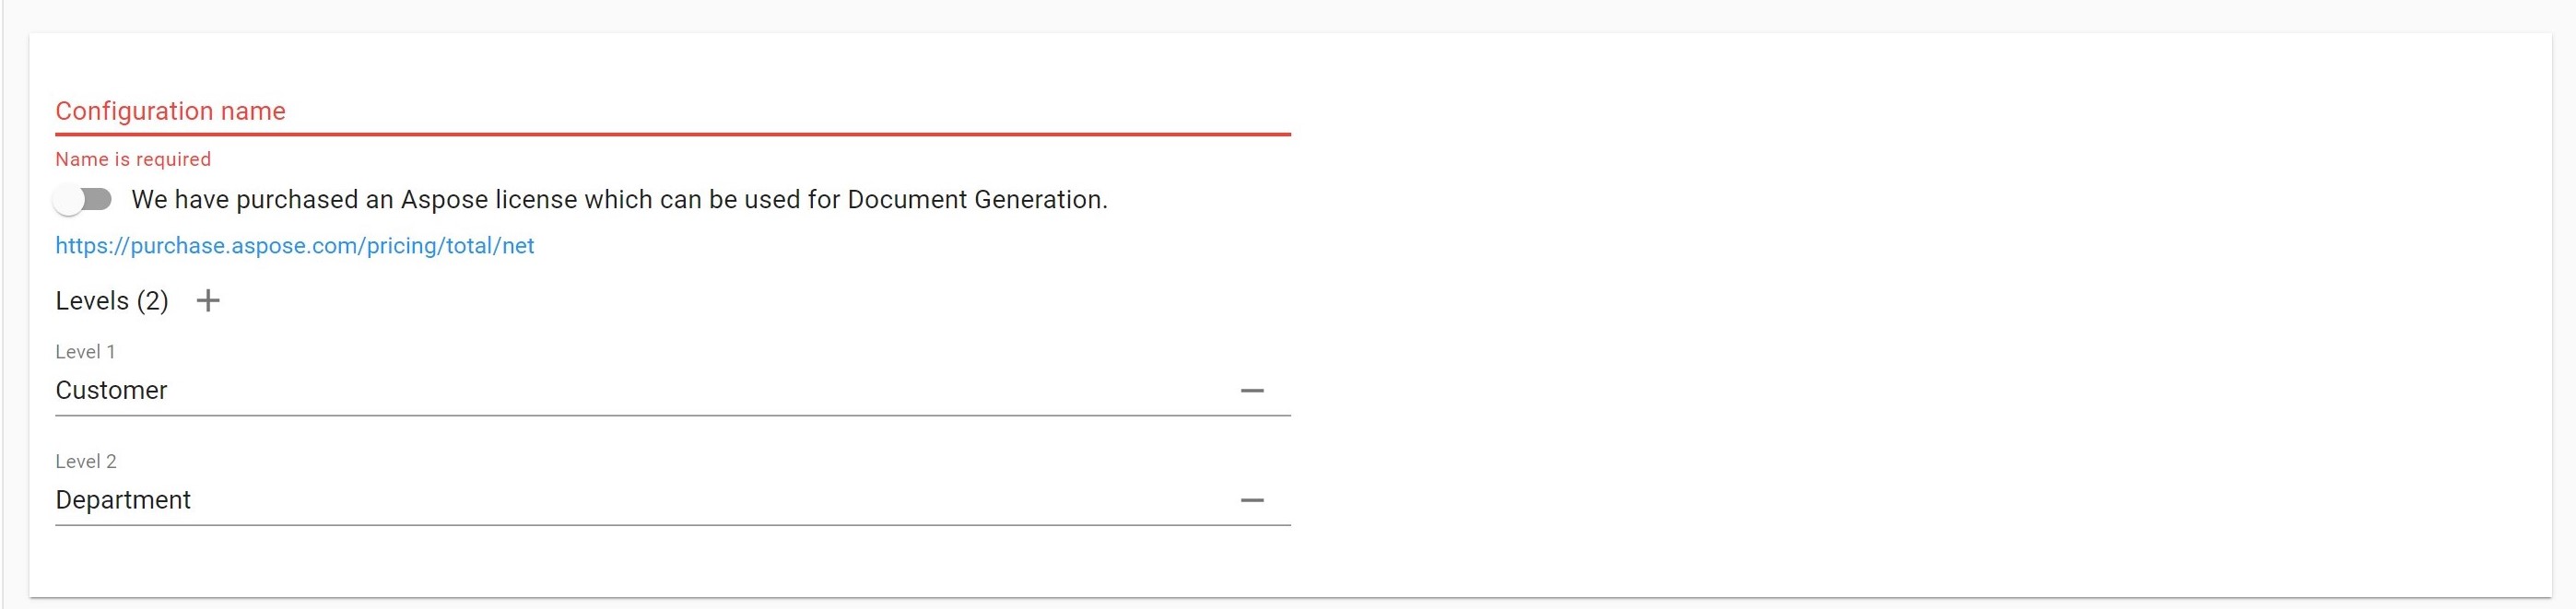 Configuration name
Name is required
We have purchased an Aspose license which can be used for Document Generation.
https://purchase.aspose.com/pricing/total/net
Levels (2)
Level 1
Customer
Level 2
Department